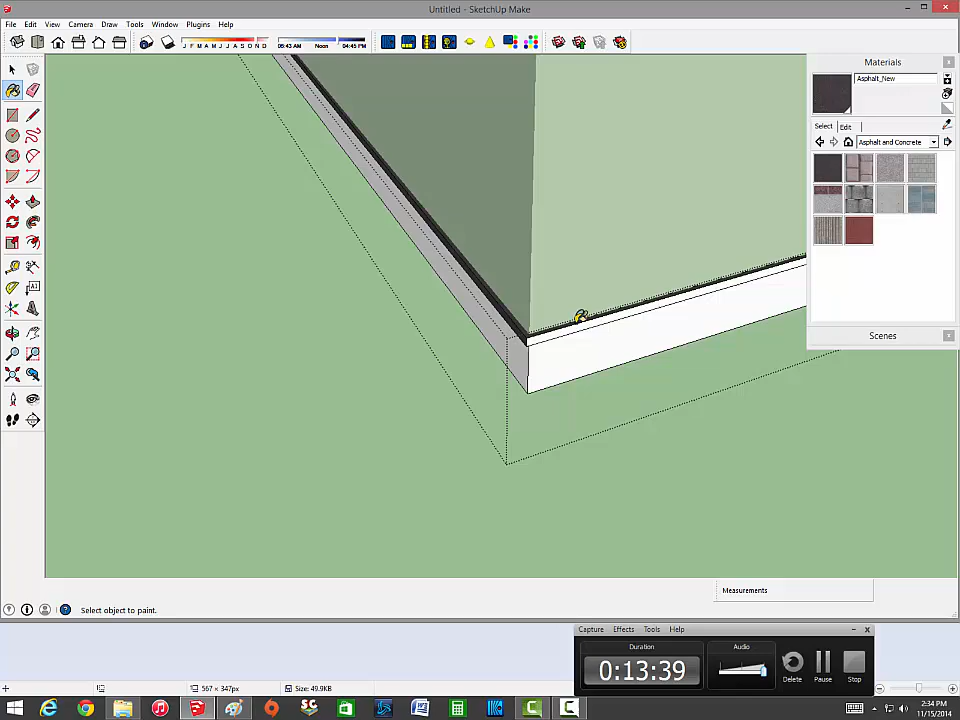 Untitled - SketchUp Make
File Edit View Camera Draw Tools Window Plugins Help
J F M A M J J A S O N D
06:43 AM Noon 04:45 PM
Materials
Asphalt_New
Select Edit
Asphalt and Concrete
Scenes
Measurements
Select object to paint.
Capture Effects Tools Help
Duration
Audio
0:13:39
Delete Pause Stop
567 × 347px
Size: 49.9KB
SC
2:34 PM
11/15/2014